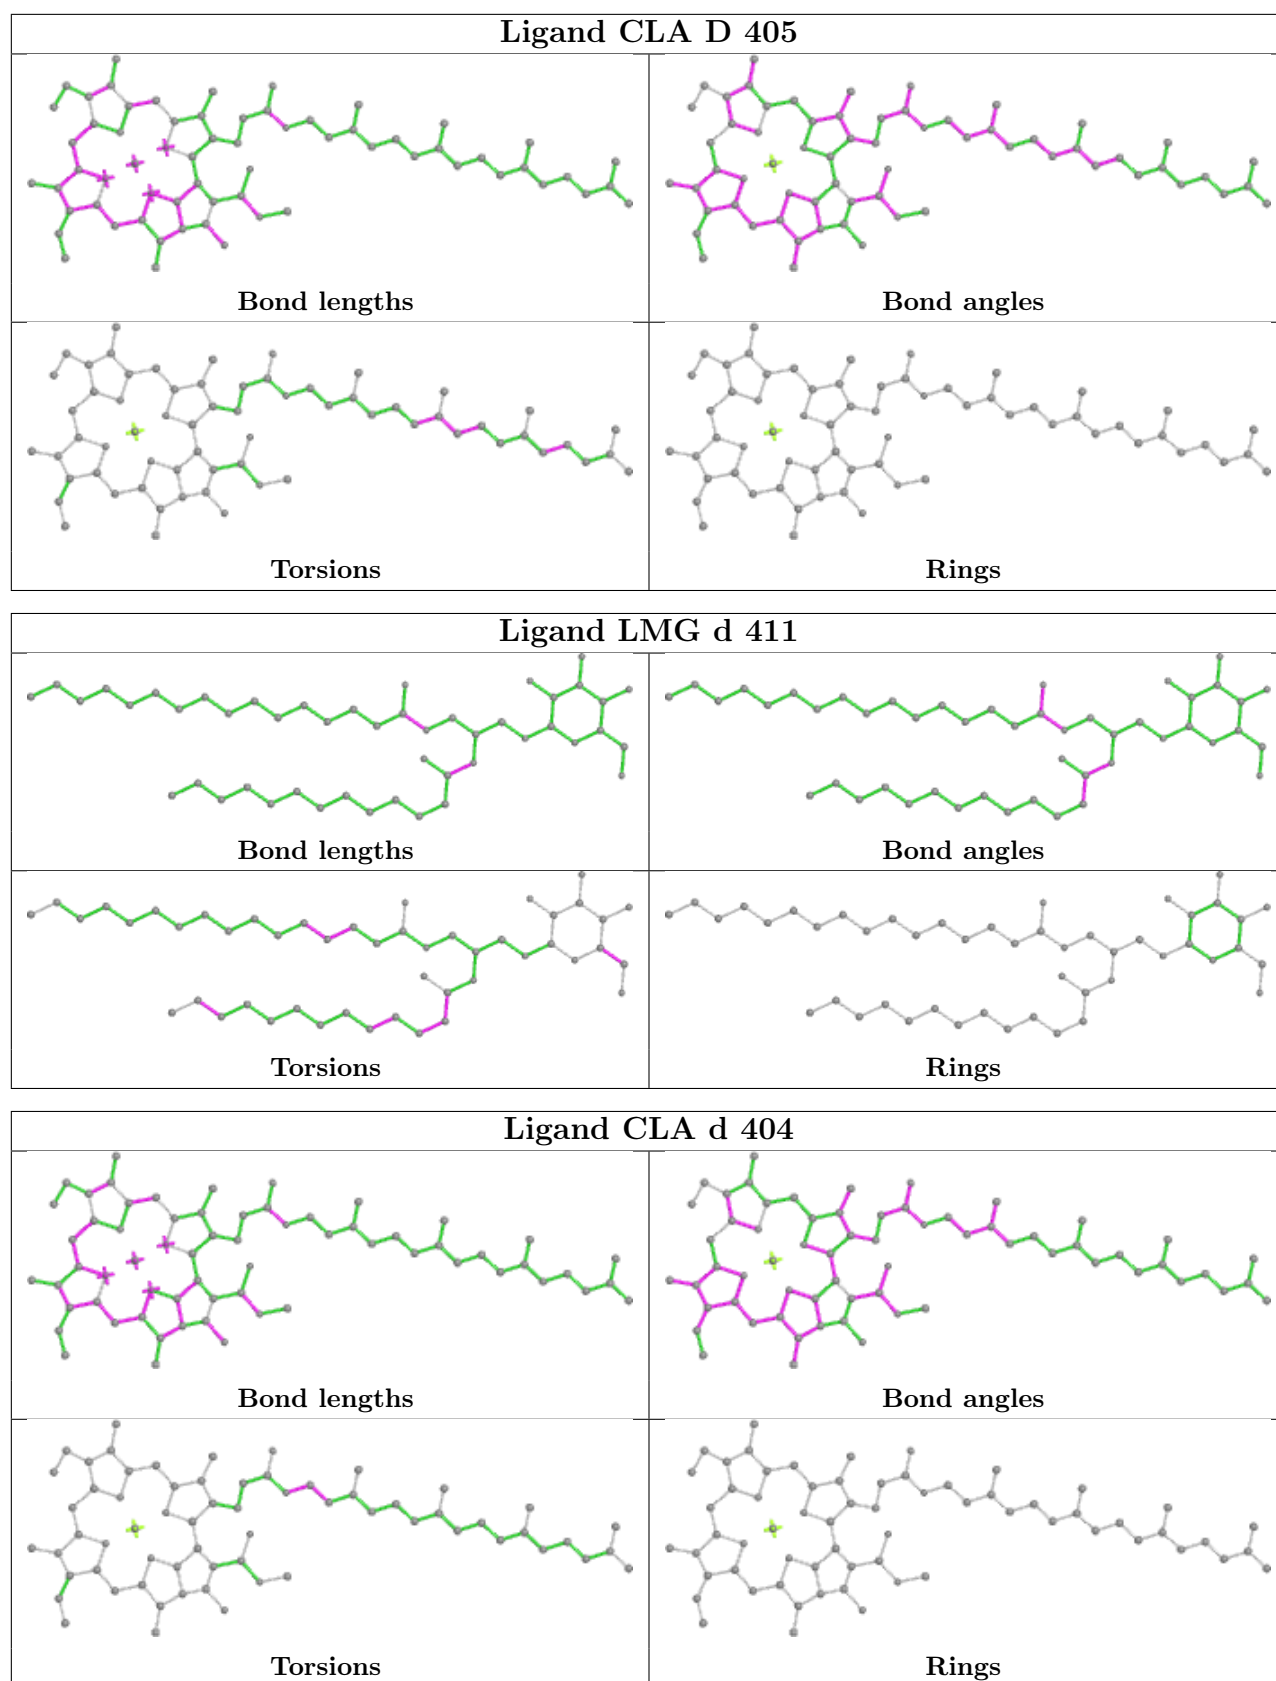 Ligand CLA D 405
Bond lengths
Bond angles
Torsions
Rings
Ligand LMG d 411
Bond lengths
Bond angles
Torsions
Rings
Ligand CLA d 404
Bond lengths
Bond angles
Torsions
Rings